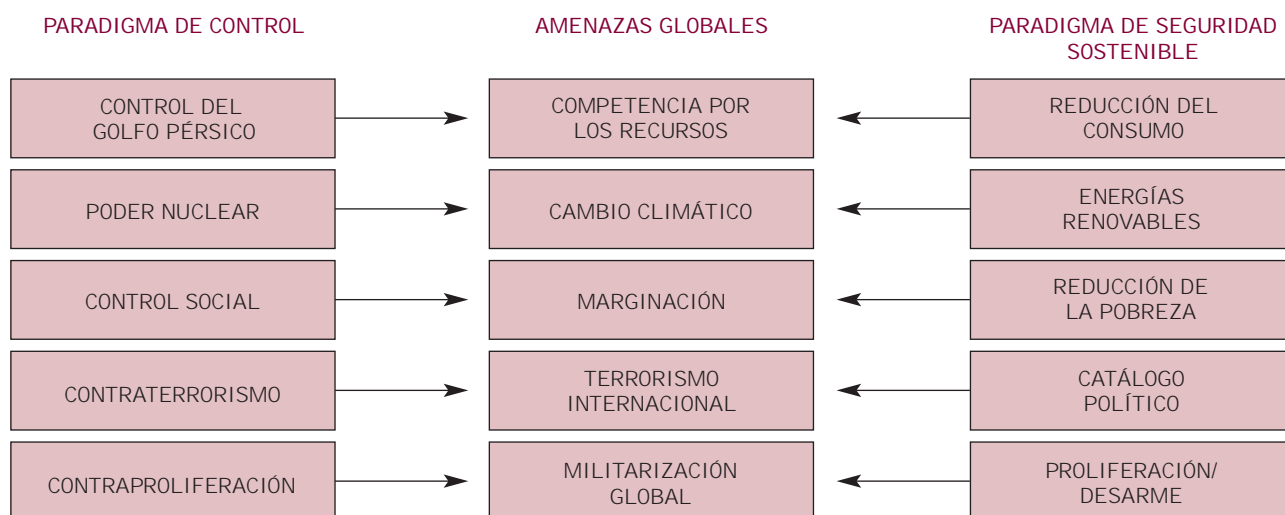 PARADIGMA DE CONTROL
AMENAZAS GLOBALES
PARADIGMA DE SEGURIDAD
SOSTENIBLE
CONTROL DEL
GOLFO PÉRSICO
COMPETENCIA POR
LOS RECURSOS
REDUCCIÓN DEL
CONSUMO
PODER NUCLEAR
CAMBIO CLIMÁTICO
ENERGÍAS
RENOVABLES
CONTROL SOCIAL
MARGINACIÓN
REDUCCIÓN DE
LA POBREZA
CONTRATERRORISMO
TERRORISMO
INTERNACIONAL
CATÁLOGO
POLÍTICO
CONTRAPROLIFERACIÓN
MILITARIZACIÓN
GLOBAL
PROLIFERACIÓN/
DESARME